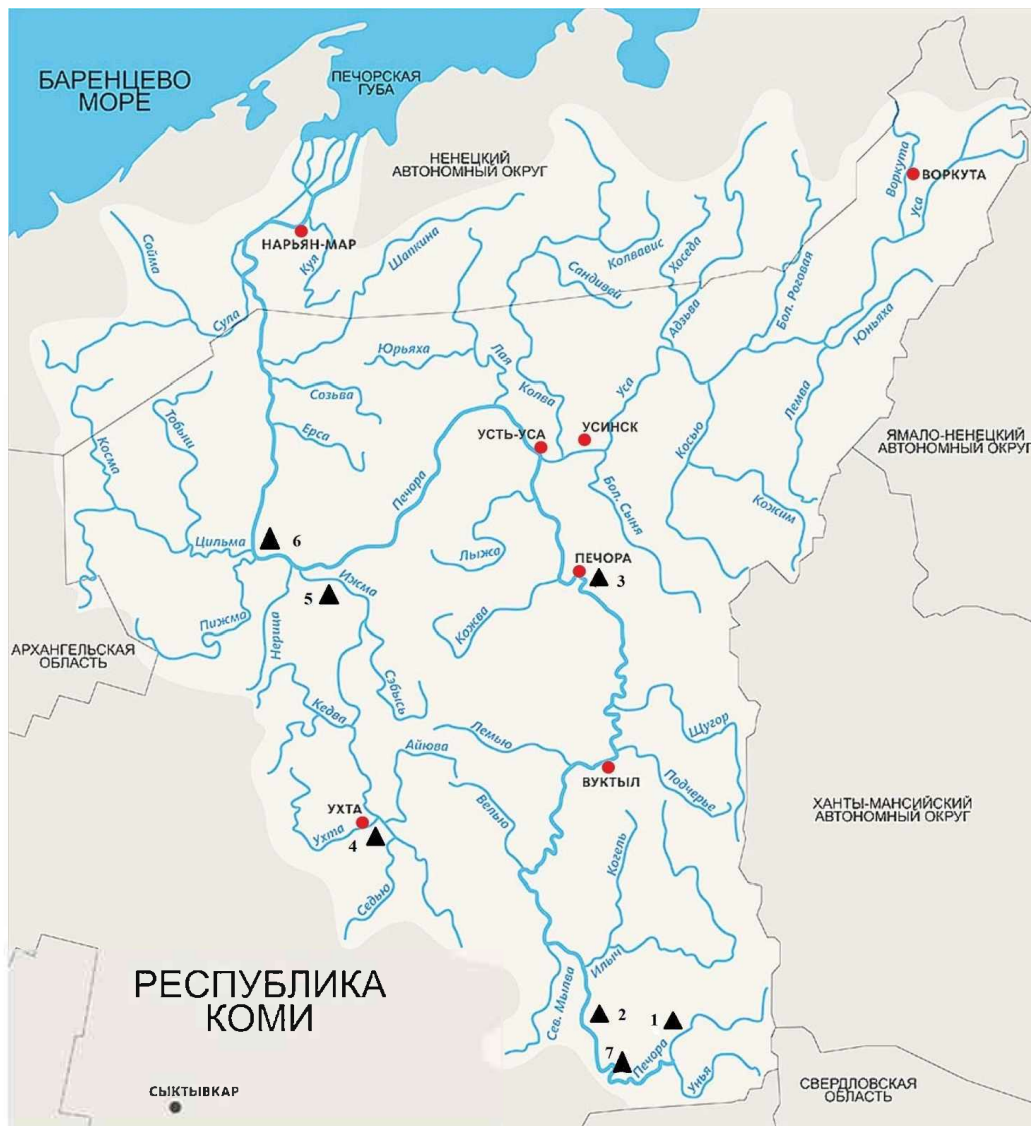 БАРЕНЦЕВО
МОРЕ
ПЕЧОРСКАЯ
ГУБА
НЕНЕЦКИЙ
АВТОНОМНЫЙ ОКРУГ
Воркута
ВОРКУТА
Уса
Сойма
НАРЬЯН-МАР
Куя
Шапкина
Колвавис
Сандивой
Хоседа
Адзьва
Бол. Роговая
Юньяха
Сула
Юрьяха
Лая
Колва
Уса
Лемва
Косью
Созьва
Ерса
Тобыш
Косма
УСТЬ-УСА
УСИНСК
ЯМАЛО-НЕНЕЦКИЙ
АВТОНОМНЫЙ ОКРУГ
Печора
Бол. Сыня
Кожим
6
Цильма
Лыжа
ПЕЧОРА
3
5
Ижма
Пижма
Нерица
Кожва
АРХАНГЕЛЬСКАЯ
ОБЛАСТЬ
Сэбысь
Кедва
Щугор
Лемью
Айюва
ВУКТЫЛ
Подчерье
УХТА
Ухта
4
Велью
ХАНТЫ-МАНСИЙСКИЙ
АВТОНОМНЫЙ ОКРУГ
Когель
Седью
РЕСПУБЛИКА
КОМИ
Илыч
Сев. Мылва
2
1
7
Печора
Унья
СЫКТЫВКАР
СВЕРДЛОВСКАЯ
ОБЛАСТЬ